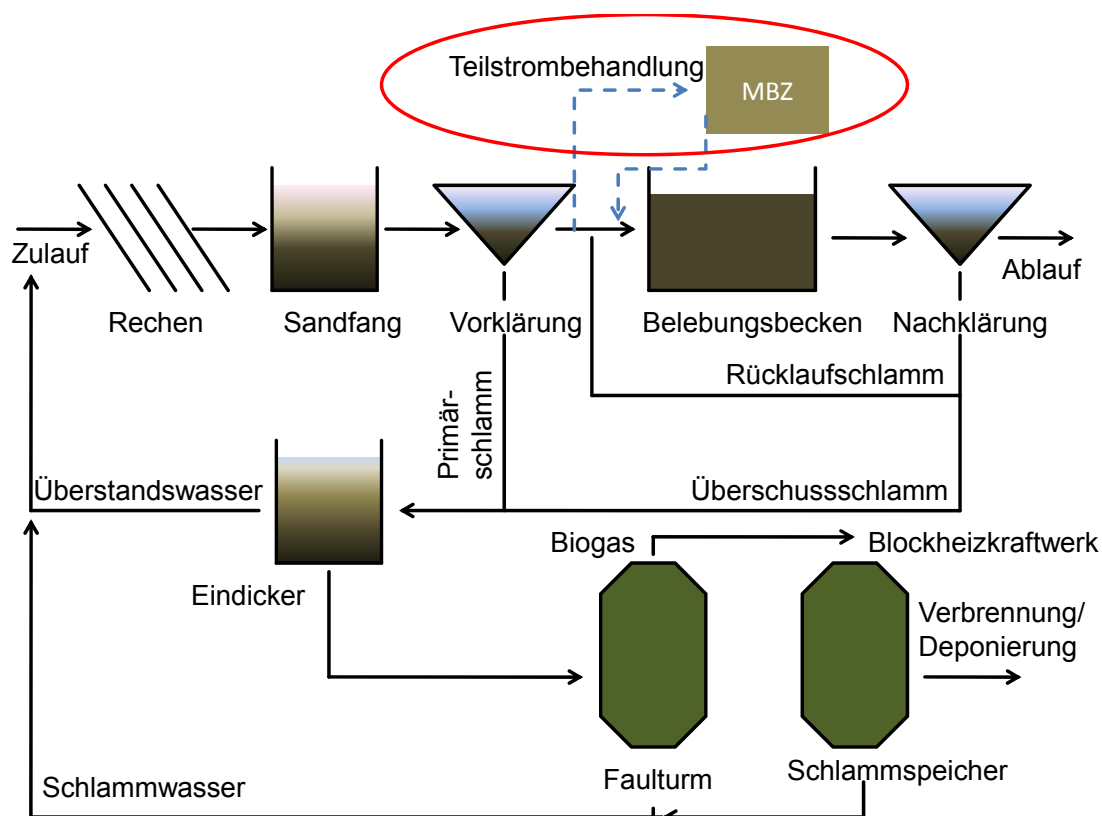 Teilstrombehandlung
MBZ
Zulauf
Rechen
Sandfang
Vorklärung
Belebungsbecken
Nachklärung
Ablauf
Rücklaufschlamm
Primär-
schlamm
Überstandswasser
Überschussschlamm
Eindicker
Biogas
Blockheizkraftwerk
Verbrennung/
Deponierung
Faulturm
Schlammspeicher
Schlammwasser